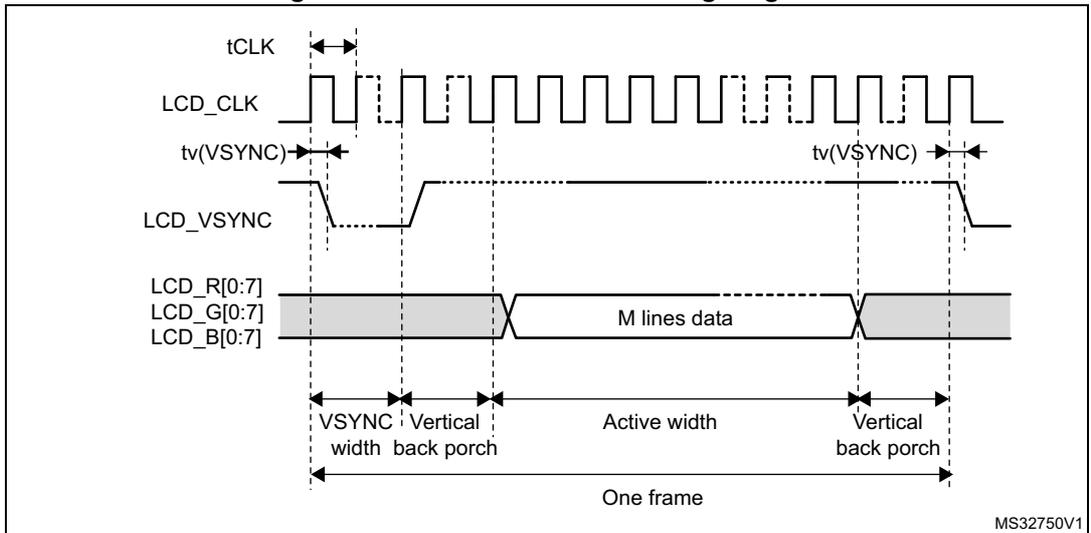 tCLK
LCD_CLK
tv(VSYNC)
tv(VSYNC)
LCD_VSYNC
LCD_R[0:7]
LCD_G[0:7]
LCD_B[0:7]
M lines data
VSYNC
width
Vertical
back porch
Active width
Vertical
back porch
One frame
MS32750V1